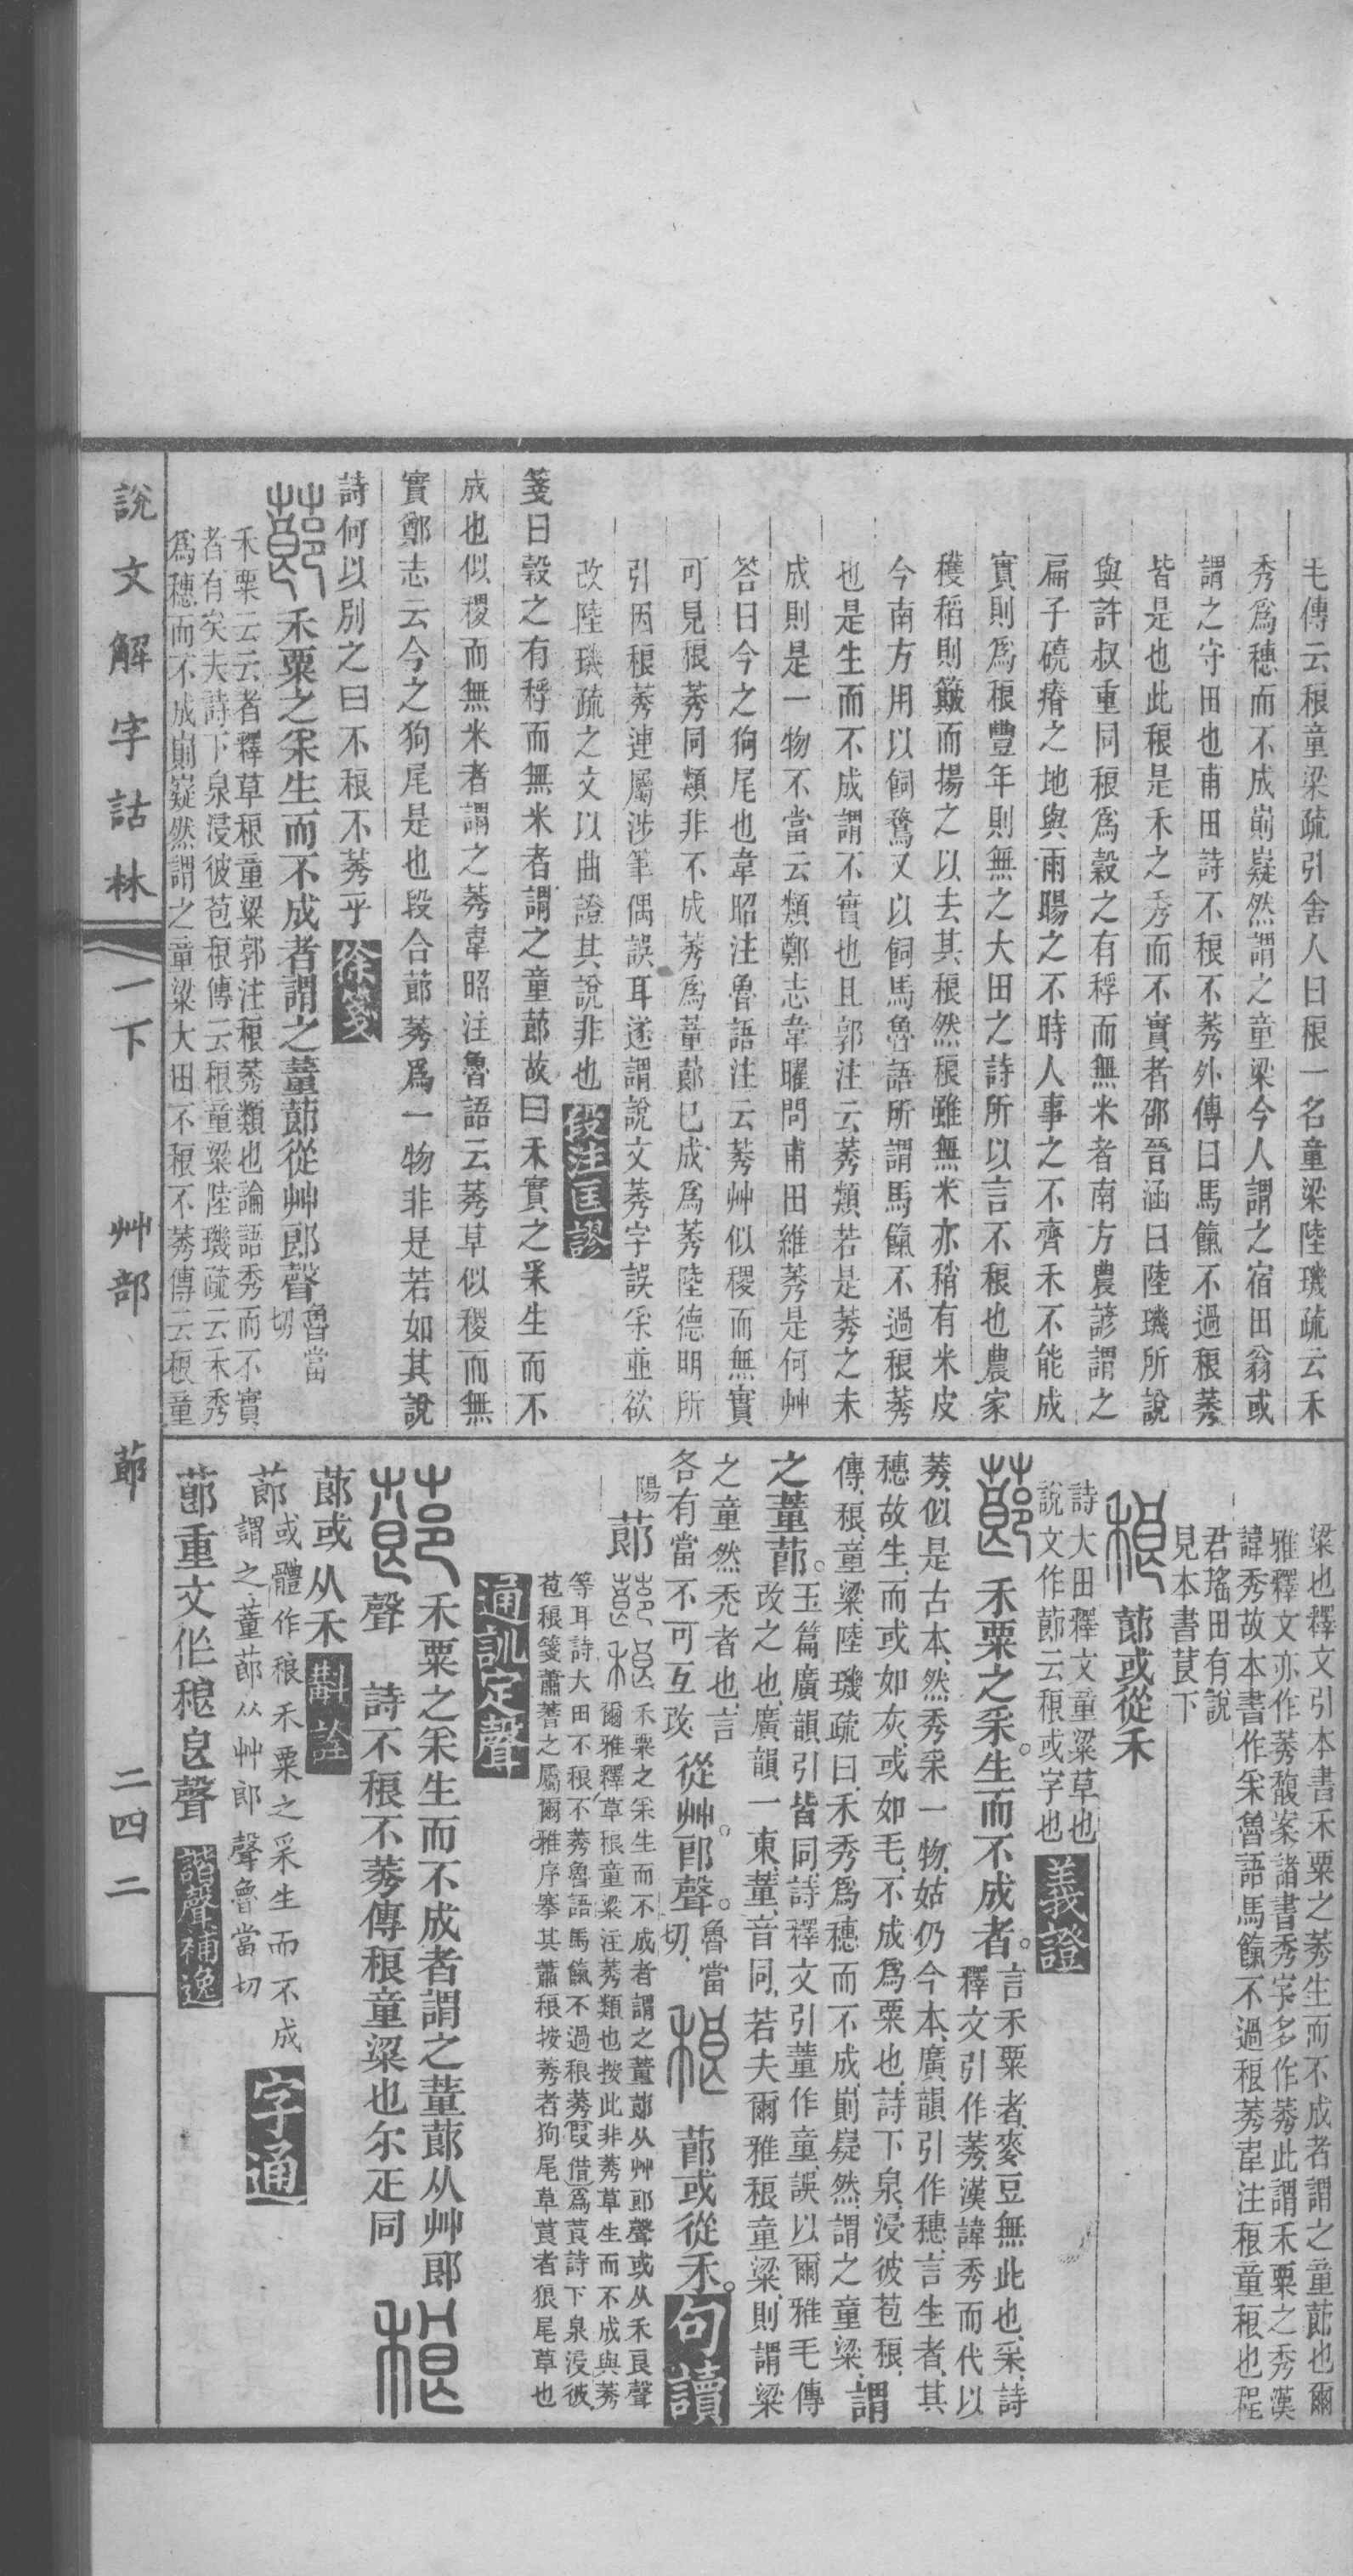 毛傳云稂童粱疏引舍人曰稂一名童粱陸璣疏云禾
秀爲穗而不成崱嶷然謂之童粱今人謂之宿田翁或
謂之守田也甫田詩不稂不莠外傳曰馬餼不過稂莠
皆是也此稂是禾之秀而不實者邵晉涵曰陸璣所說
與許叔重同稂爲穀之有稃而無米者南方農諺謂之
扁子磽瘠之地與雨暘之不時人事之不齊禾不能成
實則爲稂豐年則無之大田之詩所以言不稂也農家
穫稻則簸而揚之以去其稂然稂雖無米亦稍有米皮
今南方用以飼鶩又以飼馬魯語所謂馬餼不過稂莠
也是生而不成謂不實也且郭注云莠類若是莠之未
成則是一物不當云類鄭志韋曜問甫田維莠是何艸
答曰今之狗尾也韋昭注魯語注云莠艸似稷而無實
可見稂莠同類非不成莠爲蕫蓈已成爲莠陸德明所
引因稂莠連屬涉筆偶誤耳遂謂說文莠字誤采並欲
改陸璣疏之文以曲證其說非也 段注匡謬
箋曰穀之有稃而無米者謂之童蓈故曰禾實之采生而不
成也似稷而無米者謂之莠韋昭注魯語云莠草似稷而無
實鄭志云今之狗尾是也段合蓈莠爲一物非是若如其說
詩何以別之曰不稂不莠乎 徐箋
蓈 禾粟之采生而不成者謂之蕫蓈從艸郎聲 魯當切
禾粟云云者釋草稂童粱郭注稂莠類也論語秀而不實
者有矣夫詩下泉浸彼苞稂傳云稂童粱陸璣疏云禾秀
爲穗而不成崱嶷然謂之童粱大田不稂不莠傳云稂童
說文解字詁林 一下 艸部 蓈 二四二
粱也釋文引本書禾粟之莠生而不成者謂之童蓈也爾
雅釋文亦作莠馥案諸書秀字多作莠此謂禾粟之秀漢
諱秀故本書作采魯語馬餼不過稂莠韋注稂童稂也程
君瑤田有說
見本書莨下
稂 蓈或從禾
詩大田釋文童粱草也
說文作蓈云稂或字也 義證
蓈 禾粟之采。生而不成者。 言禾粟者、麥豆無此也、采、詩
釋文引作莠、漢諱秀而代以
莠、似是古本、然秀采一物、姑仍今本、廣韻引作穗、言生者、其
穗故生、而或如灰、或如毛、不成爲粟也、詩下泉、浸彼苞稂、
傳、稂、童粱、陸璣疏曰、禾秀爲穗而不成、崱嶷然、謂之童粱、謂
之蕫蓈。 玉篇、廣韻引皆同、詩釋文引蕫作童、誤、以爾雅毛傳
改之也、廣韻一東、蕫、音同、若夫爾雅稂童粱、則謂粱
之童然禿者也、言
各有當、不可互改 從艸。郎聲。 魯當切、 稂 蓈或從禾。 句讀
陽 蓈 蓈稂 禾粟之采生而不成者謂之蕫蓈从艸郎聲或从禾良聲
爾雅釋草稂童粱注莠類也按此非莠草生而不成與莠
等耳詩大田不稂不莠魯語馬餼不過稂莠叚借爲莨詩下泉浸彼
苞稂箋蕭蓍之屬爾雅序搴其蕭稂按莠者狗尾草莨者狼尾草也
通訓定聲
蓈 禾粟之采生而不成者謂之蕫蓈从艸郎
聲 詩不稂不莠傳稂童粱也尒疋同 稂
蓈或从禾 斠詮
蓈 或體作稂禾粟之采生而不成
謂之蕫蓈从艸郎聲魯當切 字通
蓈重文作稂良聲 諧聲補逸